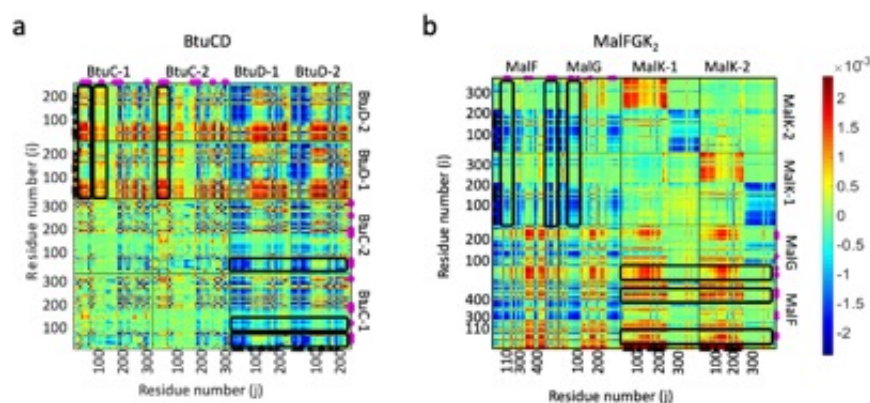 a
BtuCD
BtuC-1 BtuC-2 BtuD-1 BtuD-2
200
100
200
100
300
200
100
300
200
100
Residue number (i)
BtuD-2
BtuD-1
BtuC-2
BtuC-1
100 200 300 100 200 300 100 200 100 200
Residue number (j)
b
MalFGK2
MalF MalG MalK-1 MalK-2
300
200
100
300
200
100
200
100
400
300
110
Residue number (i)
MalK-2
MalK-1
MalG
MalF
110 300 400 100 200 100 200 300 100 200 300
Residue number (j)
×10⁻³
2
1.5
1
0.5
0
-0.5
-1
-1.5
-2